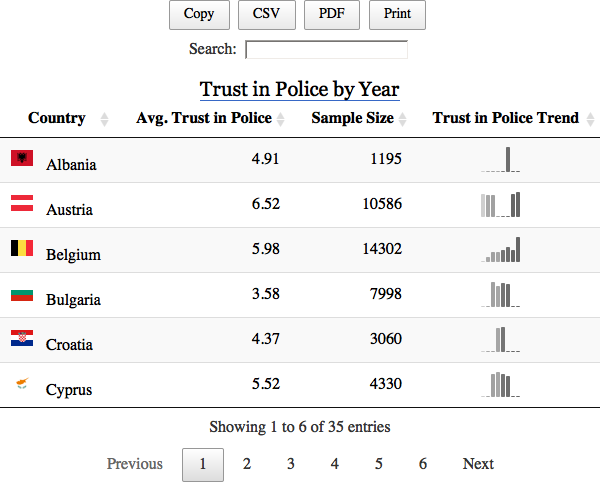 Copy CSV PDF Print
Search:
Trust in Police by Year
Country Avg. Trust in Police Sample Size Trust in Police Trend
Albania 4.91 1195
Austria 6.52 10586
Belgium 5.98 14302
Bulgaria 3.58 7998
Croatia 4.37 3060
Cyprus 5.52 4330
Showing 1 to 6 of 35 entries
Previous 1 2 3 4 5 6 Next